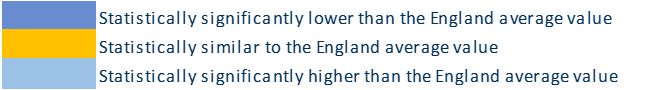 Statistically significantly lower than the England average value
Statistically similar to the England average value
Statistically significantly higher than the England average value